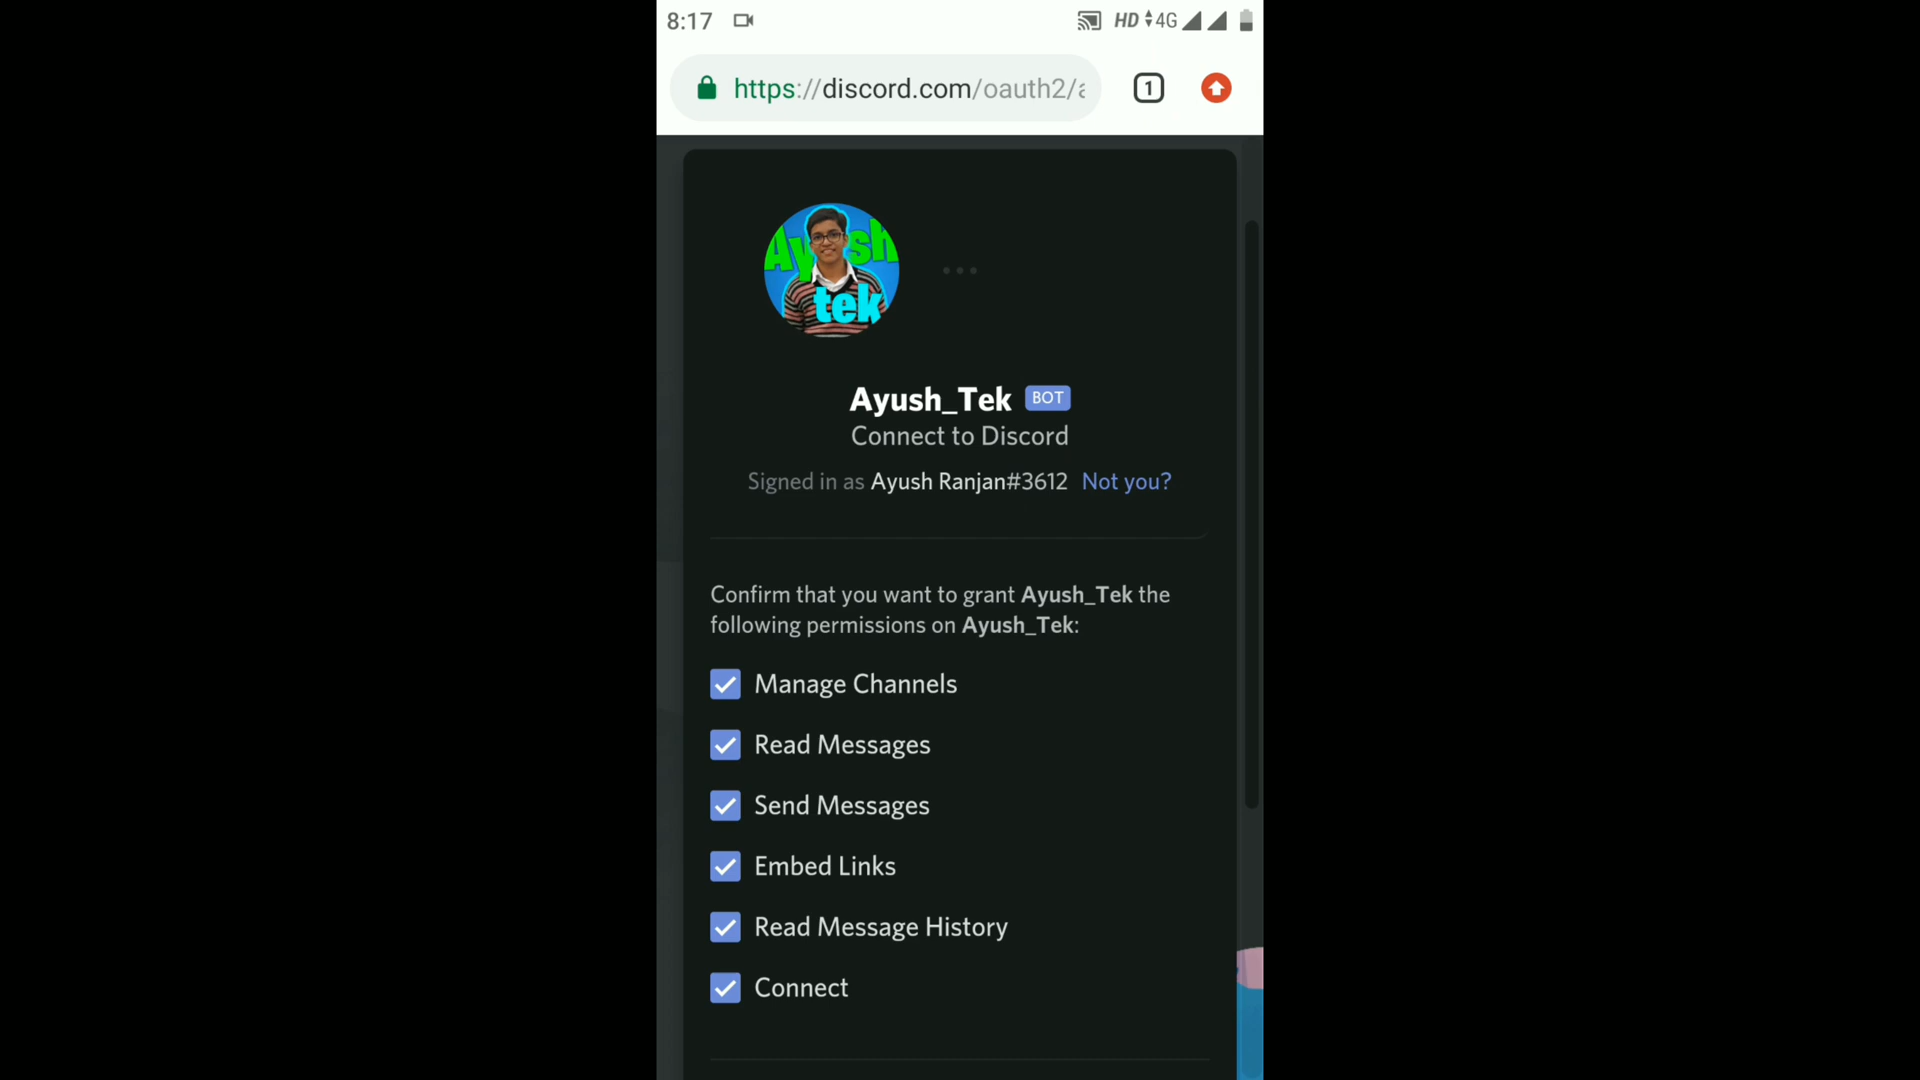 8:17 HD 4G
https://discord.com/oauth2/a 1
Ayush
tek
Ayush_Tek BOT
Connect to Discord
Signed in as Ayush Ranjan#3612 Not you?
Confirm that you want to grant Ayush_Tek the
following permissions on Ayush_Tek:
Manage Channels
Read Messages
Send Messages
Embed Links
Read Message History
Connect